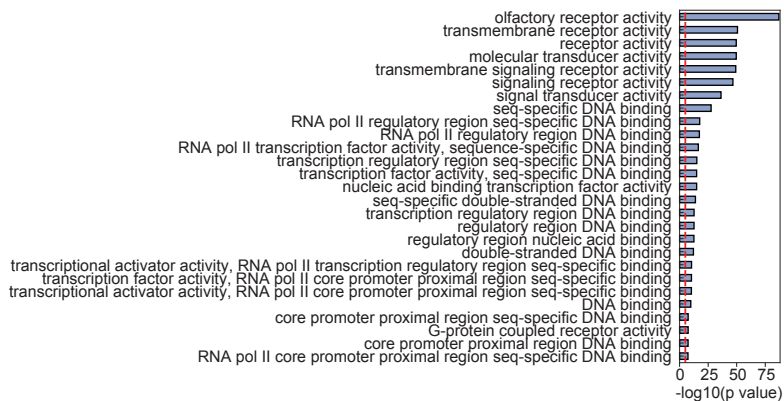 olfactory receptor activity
transmembrane receptor activity
receptor activity
molecular transducer activity
transmembrane signaling receptor activity
signaling receptor activity
signal transducer activity
seq-specific DNA binding
RNA pol II regulatory region seq-specific DNA binding
RNA pol II regulatory region DNA binding
RNA pol II transcription factor activity, sequence-specific DNA binding
transcription regulatory region seq-specific DNA binding
transcription factor activity, seq-specific DNA binding
nucleic acid binding transcription factor activity
seq-specific double-stranded DNA binding
transcription regulatory region DNA binding
regulatory region DNA binding
regulatory region nucleic acid binding
double-stranded DNA binding
transcriptional activator activity, RNA pol II transcription regulatory region seq-specific binding
transcription factor activity, RNA pol II core promoter proximal region seq-specific binding
transcriptional activator activity, RNA pol II core promoter proximal region seq-specific binding
DNA binding
core promoter proximal region seq-specific DNA binding
G-protein coupled receptor activity
core promoter proximal region DNA binding
RNA pol II core promoter proximal region seq-specific DNA binding
0 25 50 75
-log10(p value)